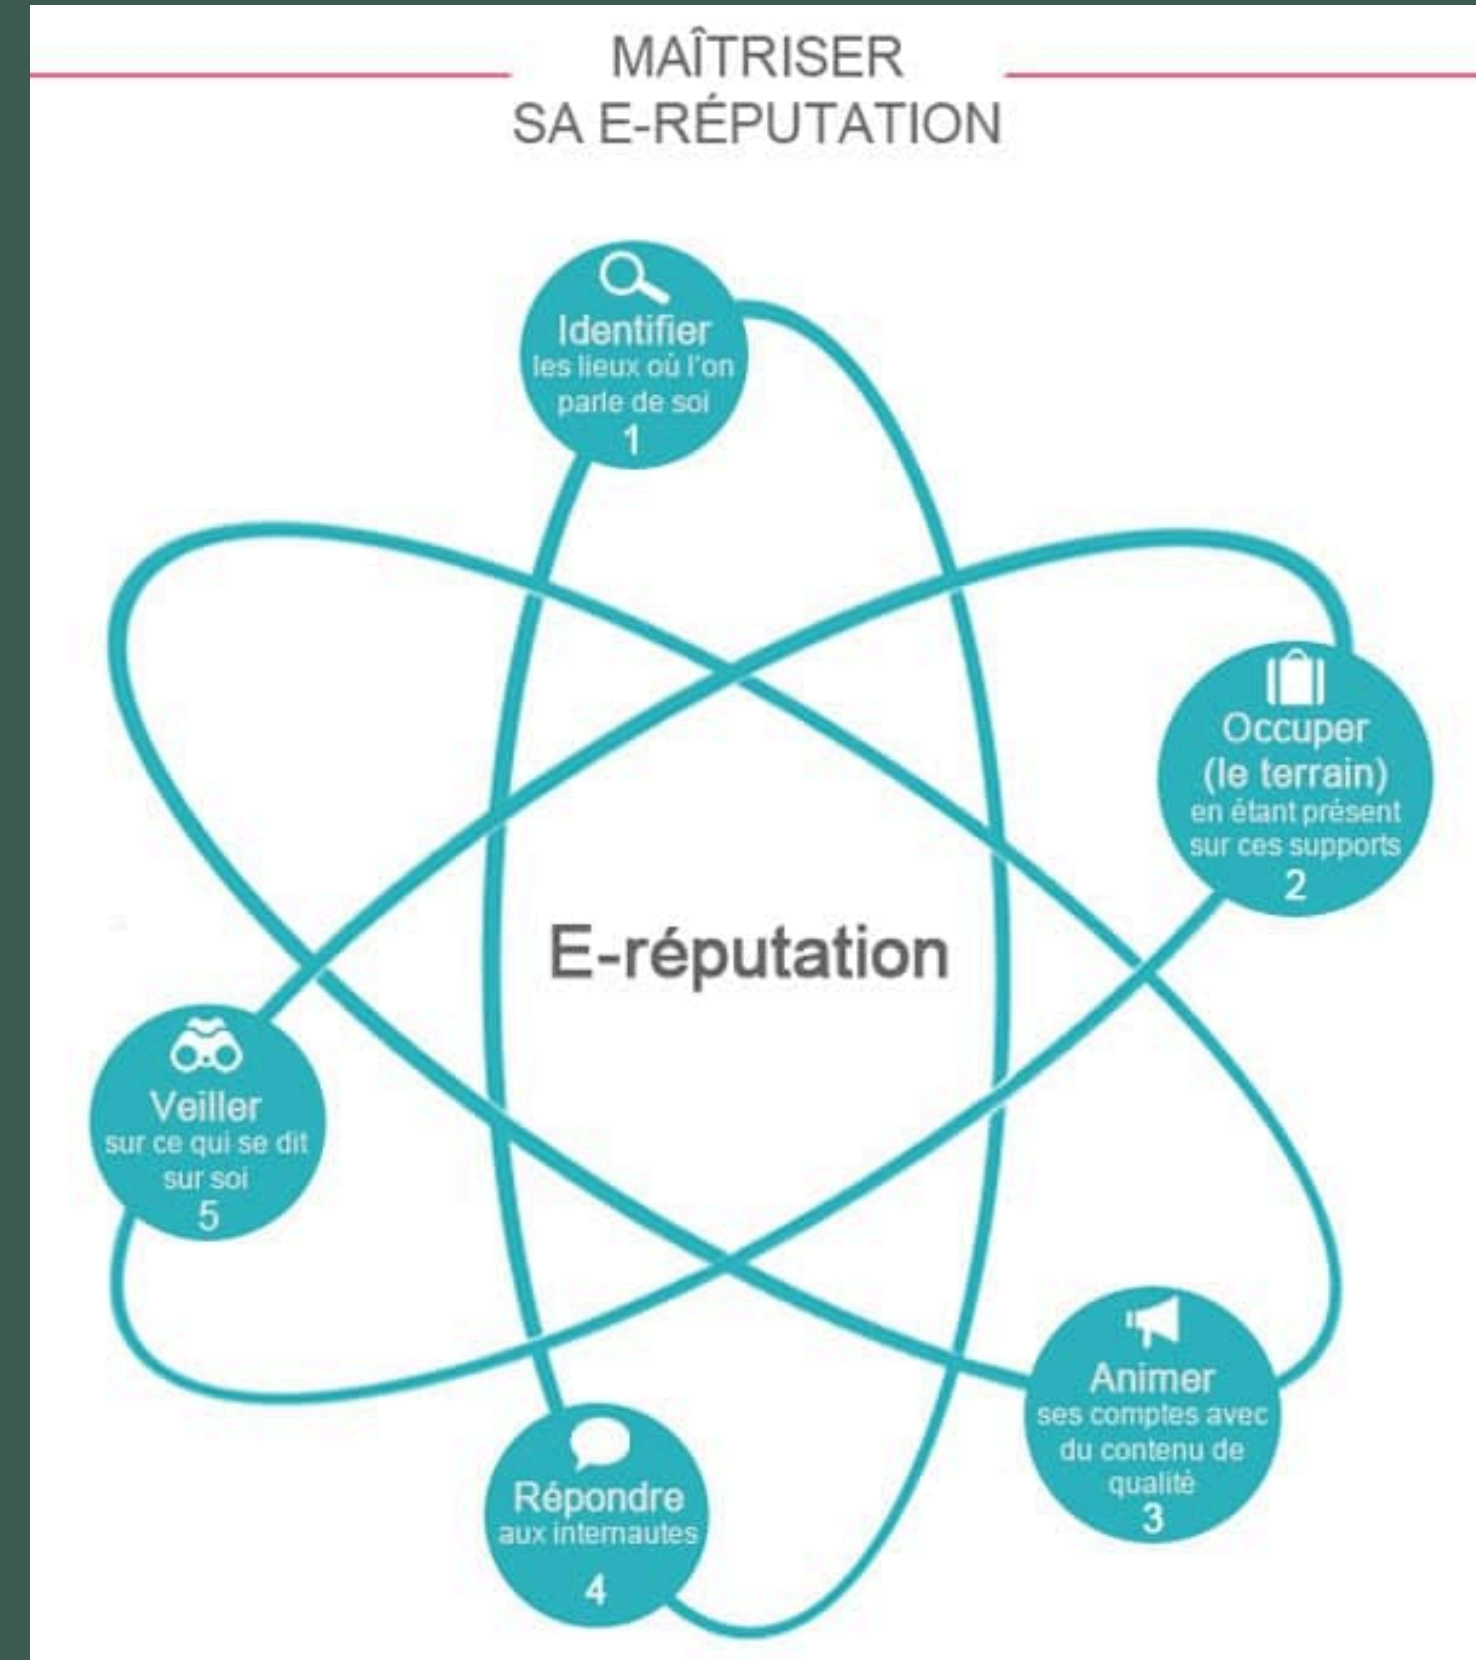 MAÎTRISER
SA E-RÉPUTATION
Identifier
les lieux où l'on
parle de soi
1
Occuper
(le terrain)
en étant présent
sur ces supports
2
E-réputation
Veiller
sur ce qui se dit
sur soi
5
Animer
ses comptes avec
du contenu de
qualité
3
Répondre
aux internautes
4